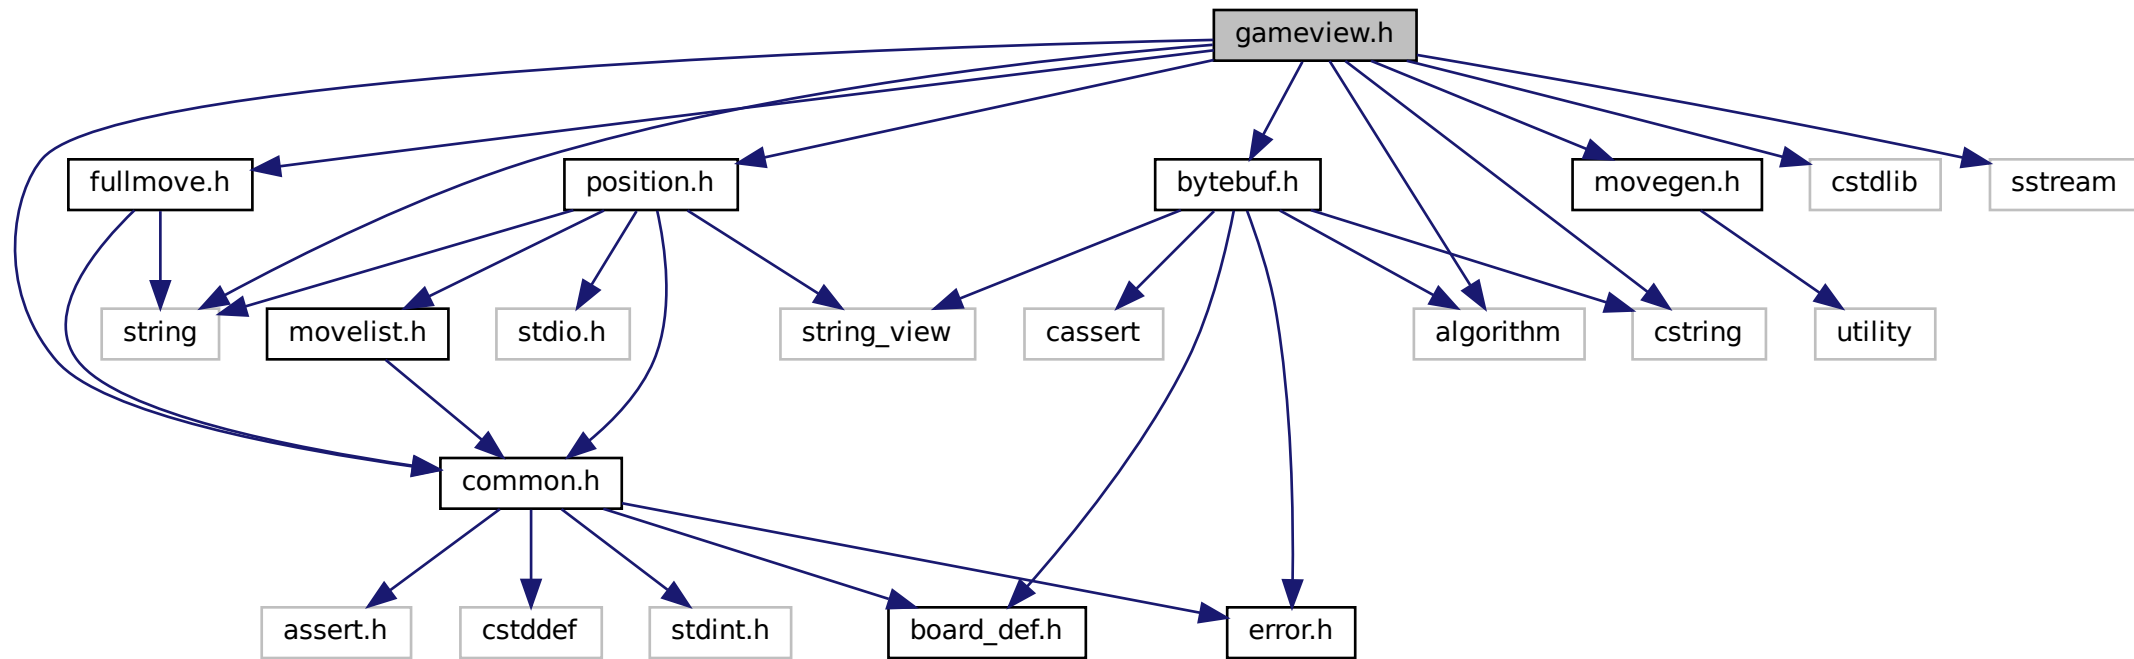 gameview.h
fullmove.h
position.h
bytebuf.h
movegen.h
cstdlib
sstream
string
movelist.h
stdio.h
string_view
cassert
algorithm
cstring
utility
common.h
assert.h
cstddef
stdint.h
board_def.h
error.h